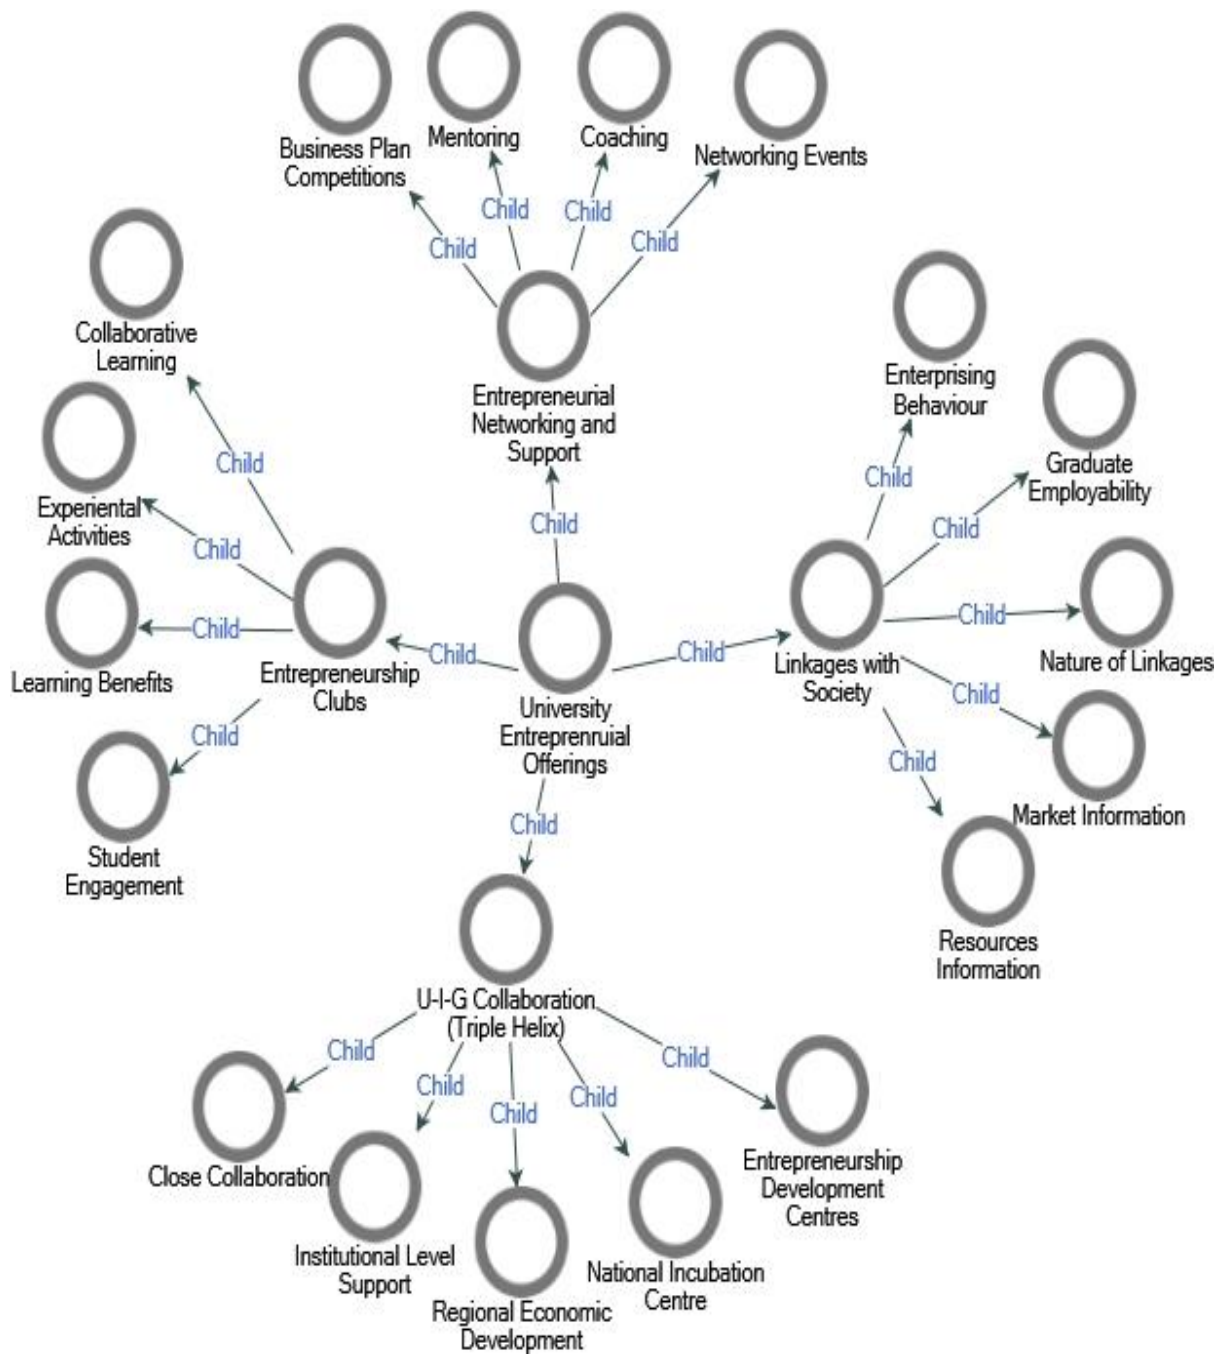 Business Plan
Competitions
Mentoring
Coaching
Networking Events
Child
Child
Child
Child
Collaborative
Learning
Enterprising
Behaviour
Entrepreneurial
Networking and
Support
Graduate
Employability
Child
Child
Child
Child
Experiental
Activities
Child
Child
Child
Child
Nature of Linkages
Learning Benefits
Entrepreneurship
Clubs
Child
Child
Linkages with
Society
Child
University
Entreprenruial
Offerings
Child
Child
Market Information
Child
Student
Engagement
Resources
Information
U-I-G Collaboration
(Triple Helix)
Child
Child
Child
Child
Child
Close Collaboration
Institutional Level
Support
Regional Economic
Development
National Incubation
Centre
Entrepreneurship
Development
Centres